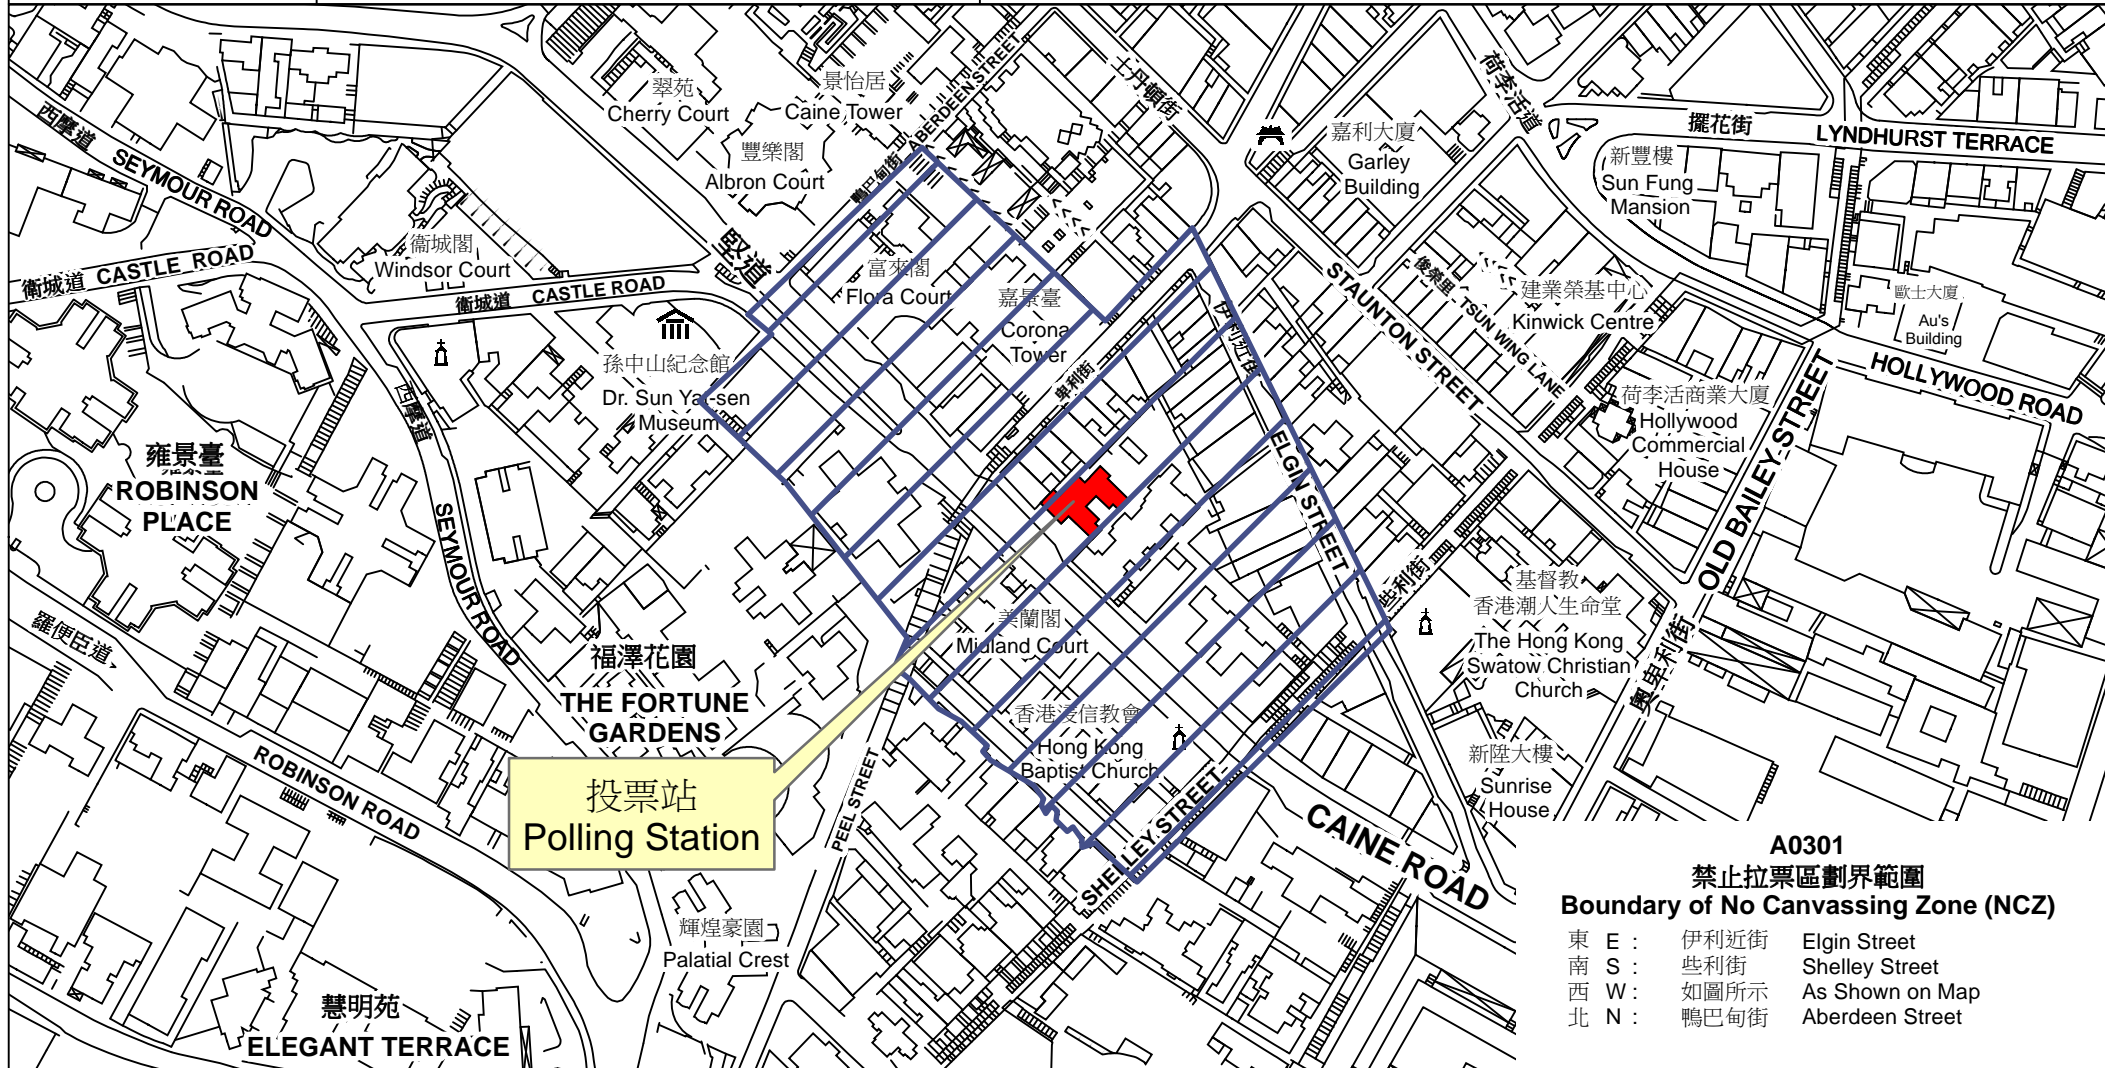 翠苑
Cherry Court
景怡居
Caine Tower
鴨巴甸街 ABERDEEN STREET
士丹頓街
荷李活道
擺花街 LYNDHURST TERRACE
嘉利大廈
Garley
Building
新豐樓
Sun Fung
Mansion
西摩道 SEYMOUR ROAD
豐樂閣
Albron Court
衞城閣
Windsor Court
衞城道 CASTLE ROAD
衞城道 CASTLE ROAD
堅道
富來閣
Flora Court
嘉景臺
Corona
Tower
伊利近街
STAUNTON STREET
俊榮里 TSUN WING LANE
建業榮基中心
Kinwick Centre
歐士大廈
Au's
Building
HOLLYWOOD ROAD
孫中山紀念館
Dr. Sun Yat-sen
Museum
西摩道
卑利街
荷李活商業大廈
Hollywood
Commercial
House
雍景臺
ROBINSON
PLACE
SEYMOUR ROAD
ELGIN STREET
OLD BAILEY STREET
些利街
基督教
香港潮人生命堂
The Hong Kong
Swatow Christian
Church
奧卑利街
羅便臣道
福澤花園
THE FORTUNE
GARDENS
美蘭閣
Midland Court
香港浸信教會
Hong Kong
Baptist Church
新陞大樓
Sunrise
House
ROBINSON ROAD
投票站
Polling Station
PEEL STREET
SHELLEY STREET
CAINE ROAD
輝煌豪園
Palatial Crest
慧明苑
ELEGANT TERRACE
A0301
禁止拉票區劃界範圍
Boundary of No Canvassing Zone (NCZ)
東 E : 伊利近街 Elgin Street
南 S : 些利街 Shelley Street
西 W : 如圖所示 As Shown on Map
北 N : 鴨巴甸街 Aberdeen Street